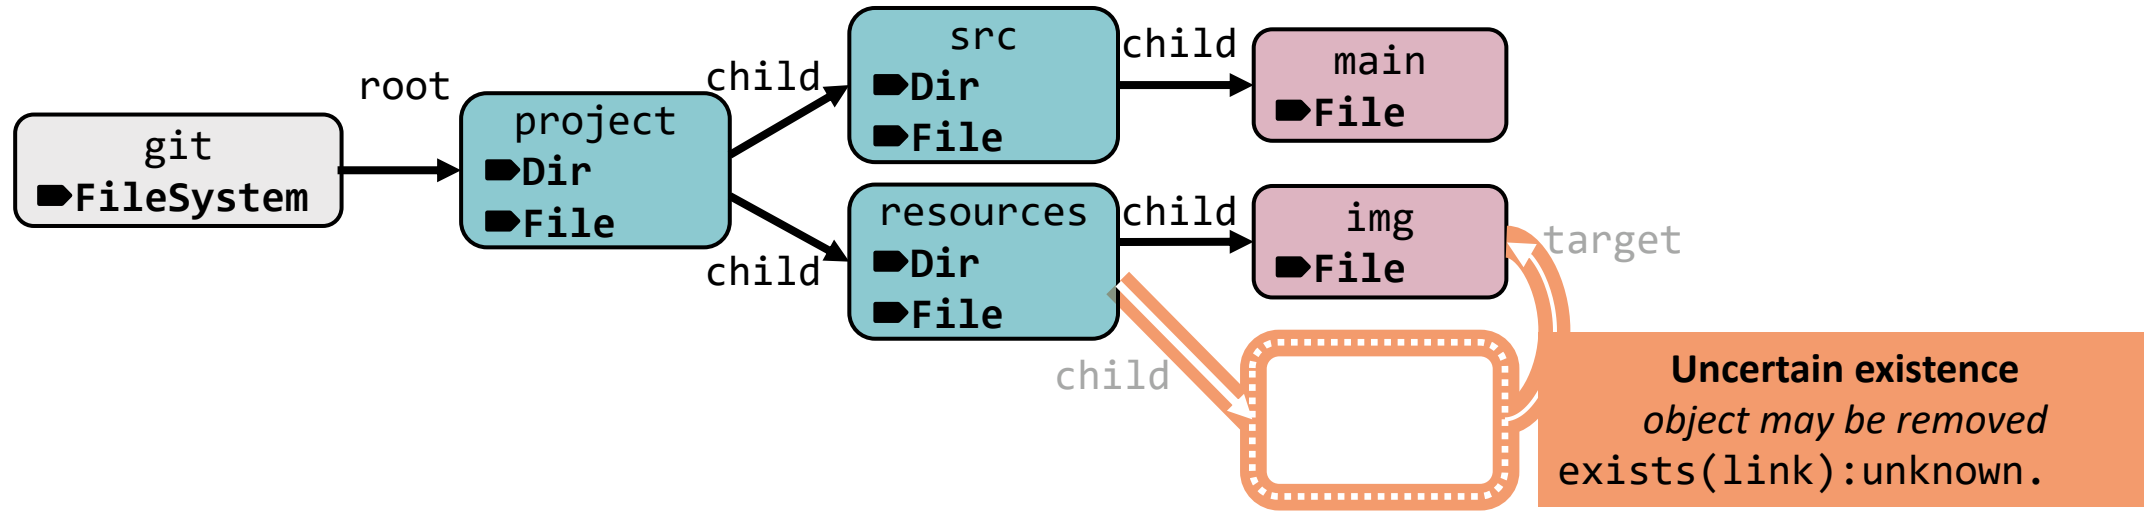 git
FileSystem
root
project
Dir
File
child
child
src
Dir
File
child
main
File
resources
Dir
File
child
img
File
target
child
Uncertain existence
object may be removed
exists(link):unknown.